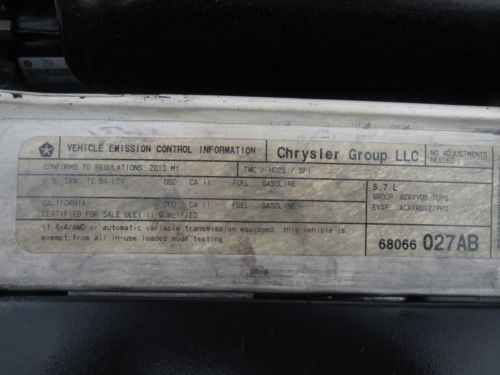 VEHICLE EMISSION CONTROL INFORMATION Chrysler Group LLC NO ADJUSTMENTS NEEDED
CONFORMS TO REGULATIONS: 2010 MY TWC / HO2S / SFI
U.S. EPA: T2 B4 LDV OBD: CA II FUEL: GASOLINE
5.7 L
CALIFORNIA: OBD: CA II FUEL: GASOLINE
GROUP:
EVAP:
CERTIFIED FOR SALE ULEV II QUALIFIED
If 4x4/AWD or automatic variable transmission equipped, this vehicle is
exempt from all in-use loaded mode testing.
68066 027AB